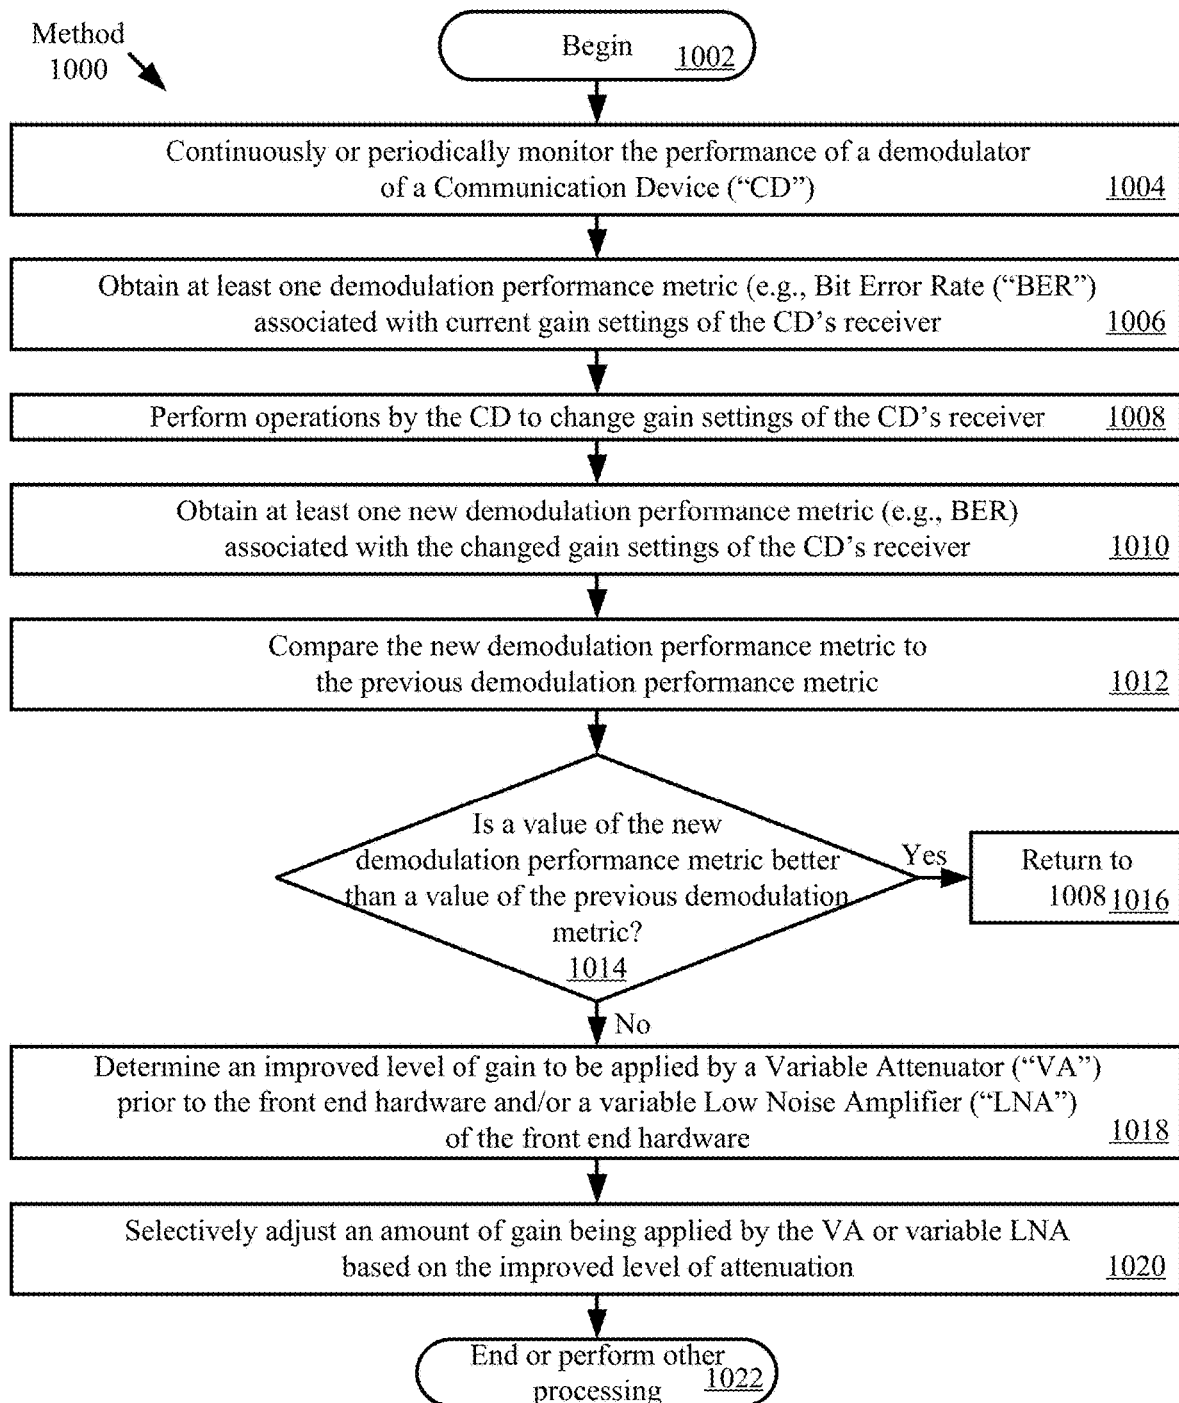 Method
1000
Begin 1002
Continuously or periodically monitor the performance of a demodulator
of a Communication Device (“CD”) 1004
Obtain at least one demodulation performance metric (e.g., Bit Error Rate (“BER”)
associated with current gain settings of the CD’s receiver 1006
Perform operations by the CD to change gain settings of the CD’s receiver 1008
Obtain at least one new demodulation performance metric (e.g., BER)
associated with the changed gain settings of the CD’s receiver 1010
Compare the new demodulation performance metric to
the previous demodulation performance metric 1012
Is a value of the new
demodulation performance metric better
than a value of the previous demodulation
metric?
1014
Yes
Return to
1008 1016
No
Determine an improved level of gain to be applied by a Variable Attenuator (“VA”)
prior to the front end hardware and/or a variable Low Noise Amplifier (“LNA”)
of the front end hardware 1018
Selectively adjust an amount of gain being applied by the VA or variable LNA
based on the improved level of attenuation 1020
End or perform other
processing 1022